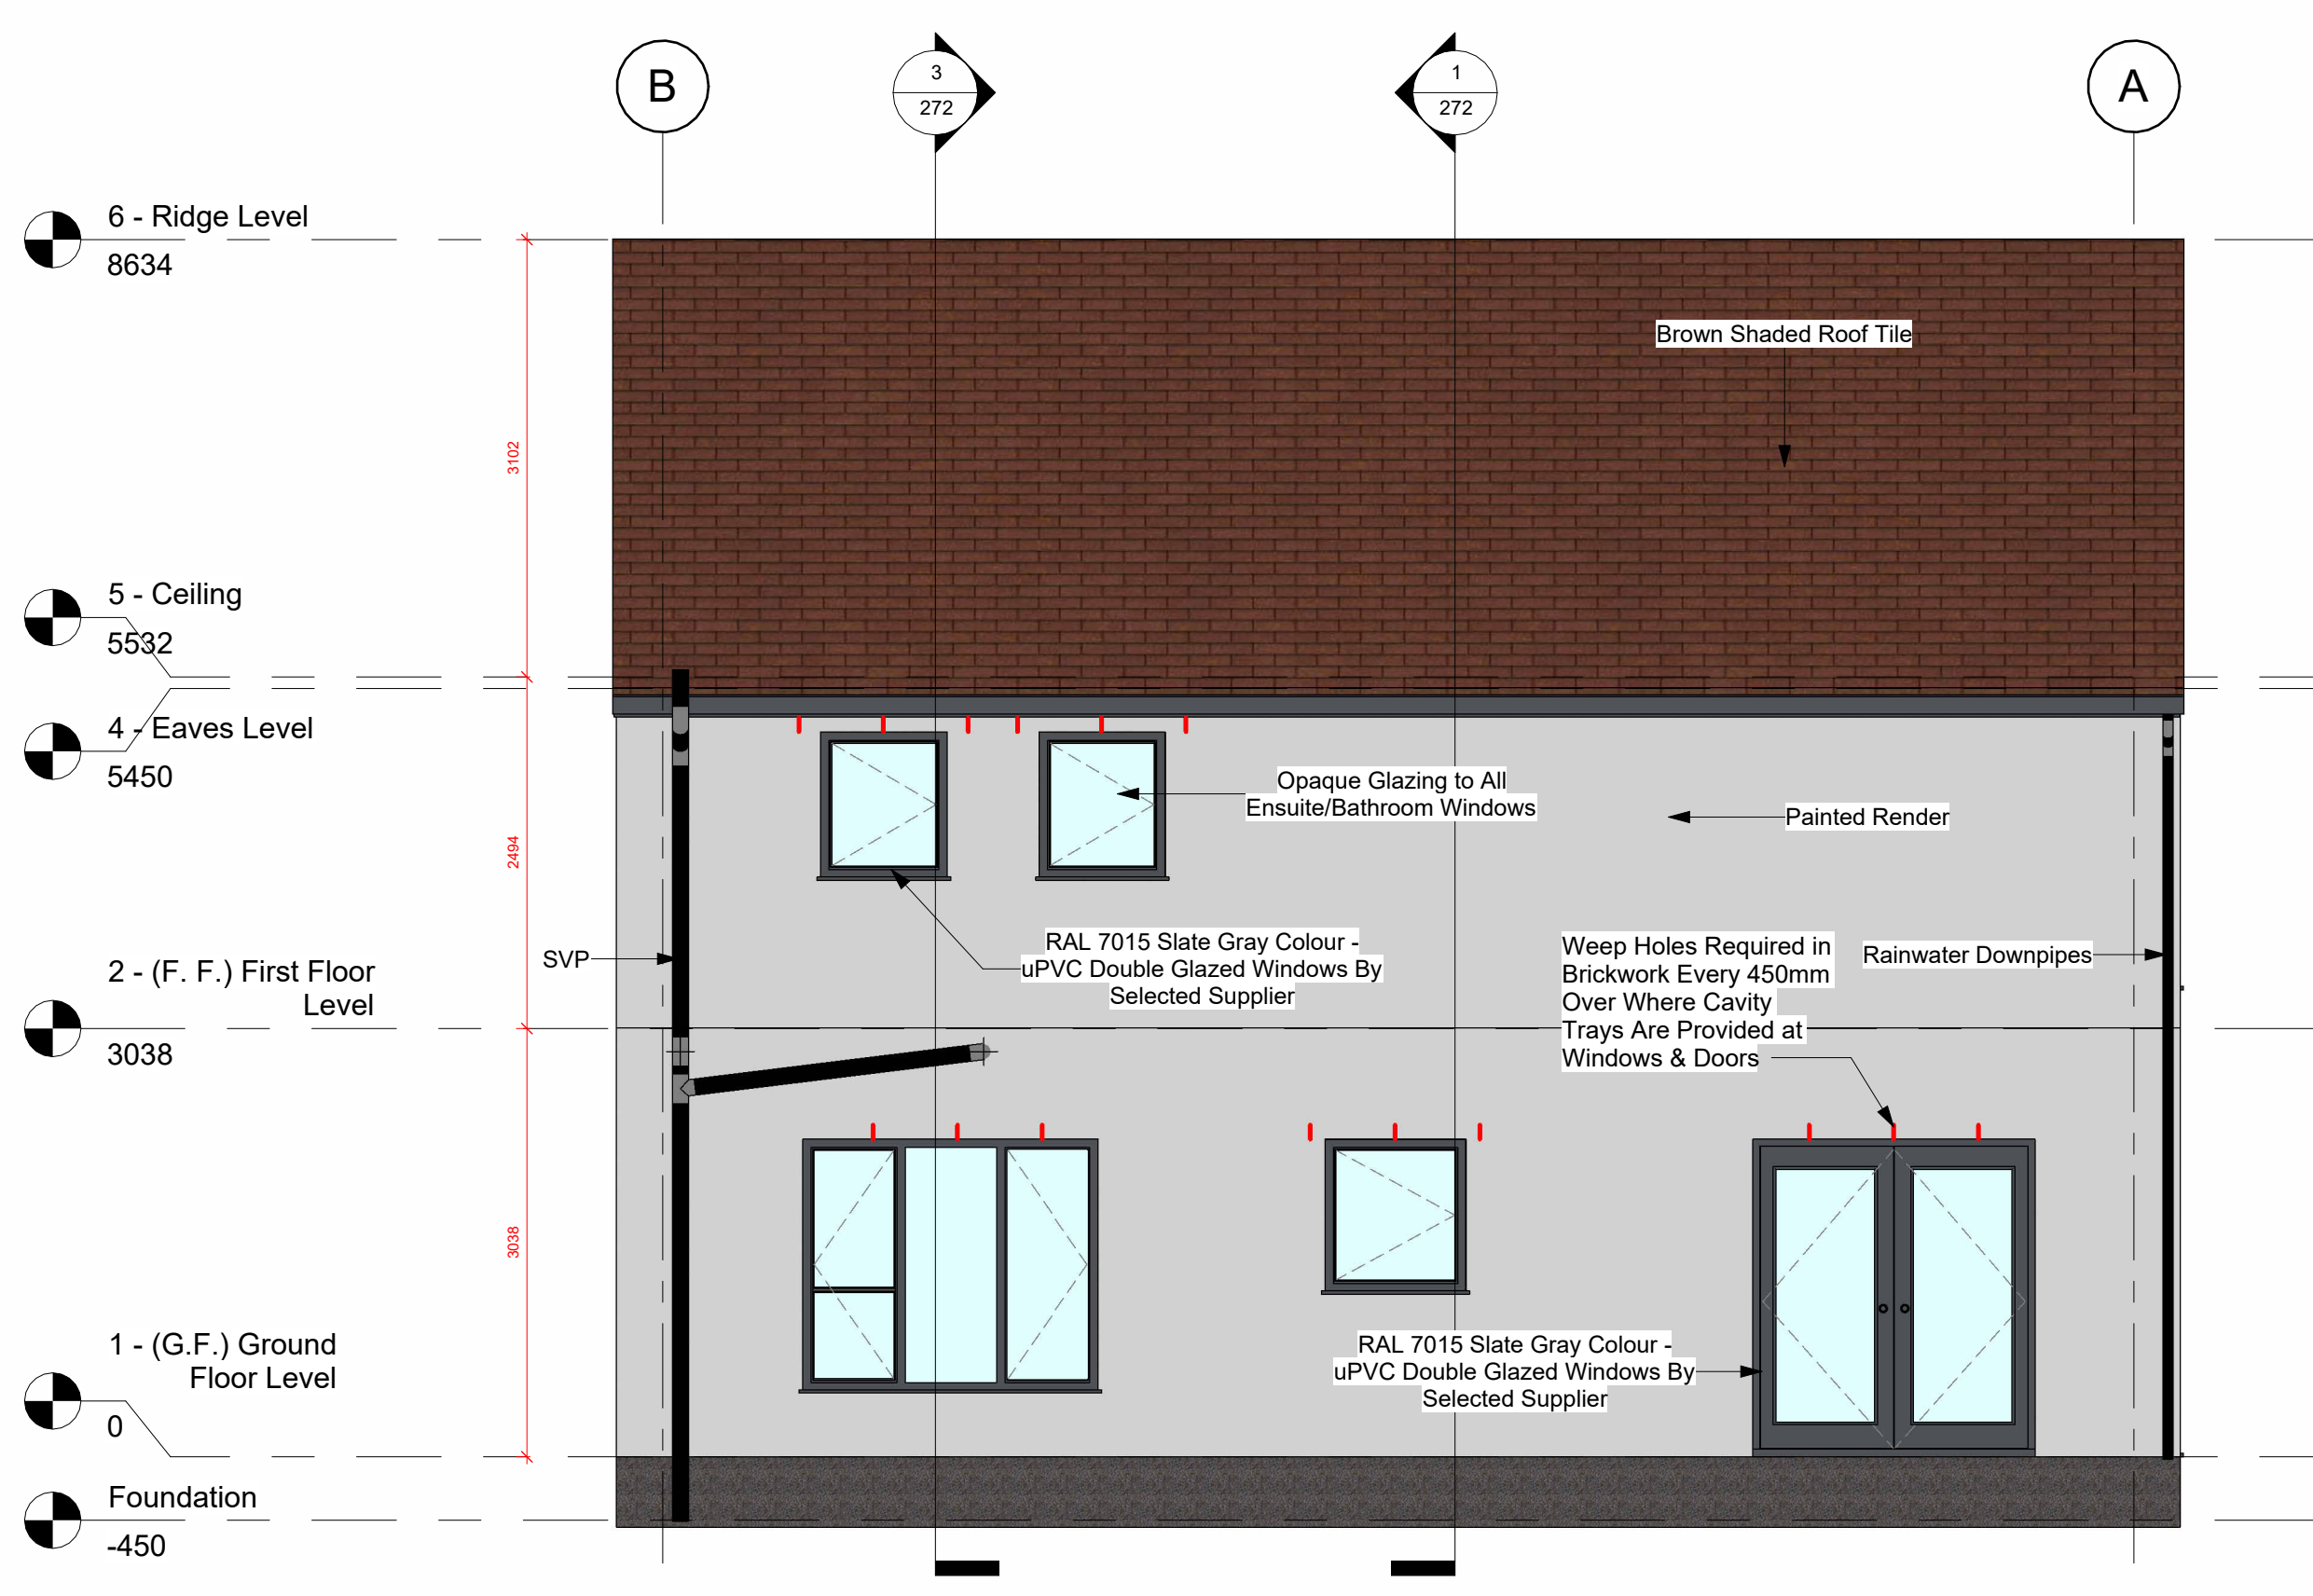 B
3
272
1
272
A
6 - Ridge Level
8634
Brown Shaded Roof Tile
3102
5 - Ceiling
5532
4 - Eaves Level
5450
Opaque Glazing to All
Ensuite/Bathroom Windows
Painted Render
2494
RAL 7015 Slate Gray Colour -
uPVC Double Glazed Windows By
Selected Supplier
SVP
Weep Holes Required in
Brickwork Every 450mm
Over Where Cavity
Trays Are Provided at
Windows & Doors
Rainwater Downpipes
2 - (F. F.) First Floor
Level
3038
3038
1 - (G.F.) Ground
Floor Level
0
RAL 7015 Slate Gray Colour -
uPVC Double Glazed Windows By
Selected Supplier
Foundation
-450